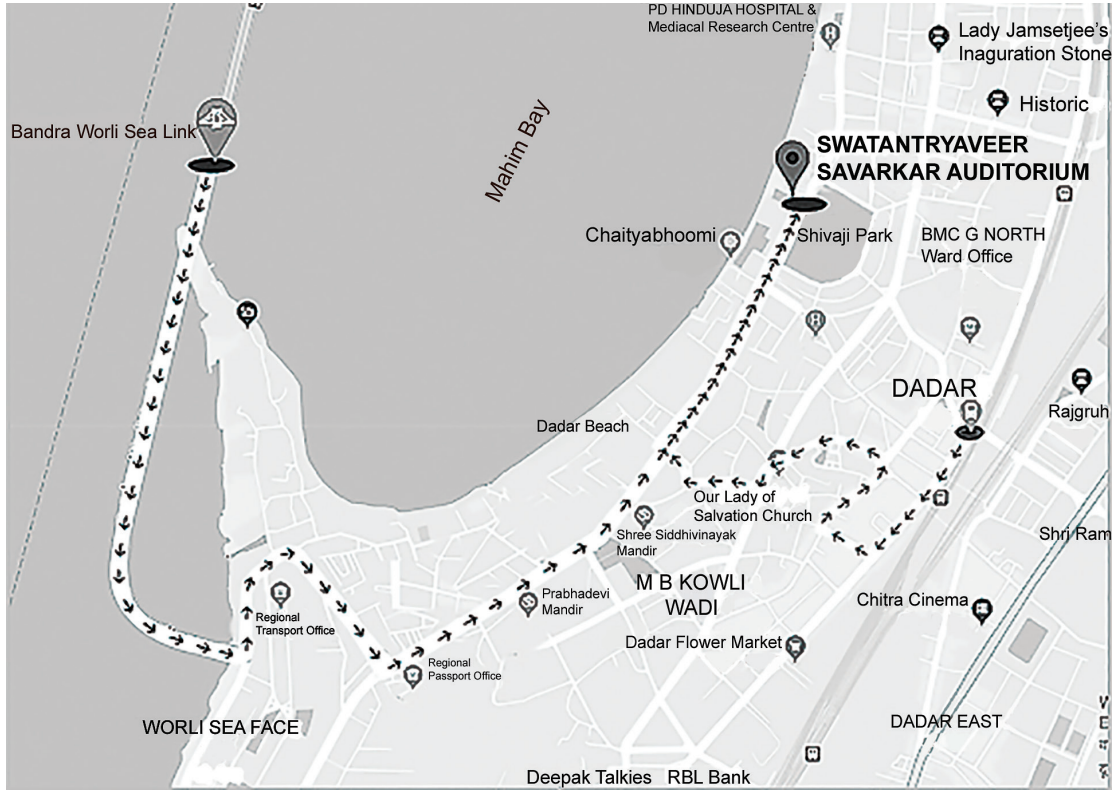 PD HINDUJA HOSPITAL &
Mediacal Research Centre
Lady Jamsetjee's
Inaguration Stone
Historic
Bandra Worli Sea Link
Mahim Bay
SWATANTRYAVEER
SAVARKAR AUDITORIUM
Chaityabhoomi
Shivaji Park
BMC G NORTH
Ward Office
DADAR
Rajgruh
Dadar Beach
Our Lady of
Salvation Church
Shree Siddhivinayak
Mandir
Shri Ram
M B KOWLI
WADI
Prabhadevi
Mandir
Chitra Cinema
Regional
Transport Office
Dadar Flower Market
Regional
Passport Office
WORLI SEA FACE
DADAR EAST
Deepak Talkies
RBL Bank